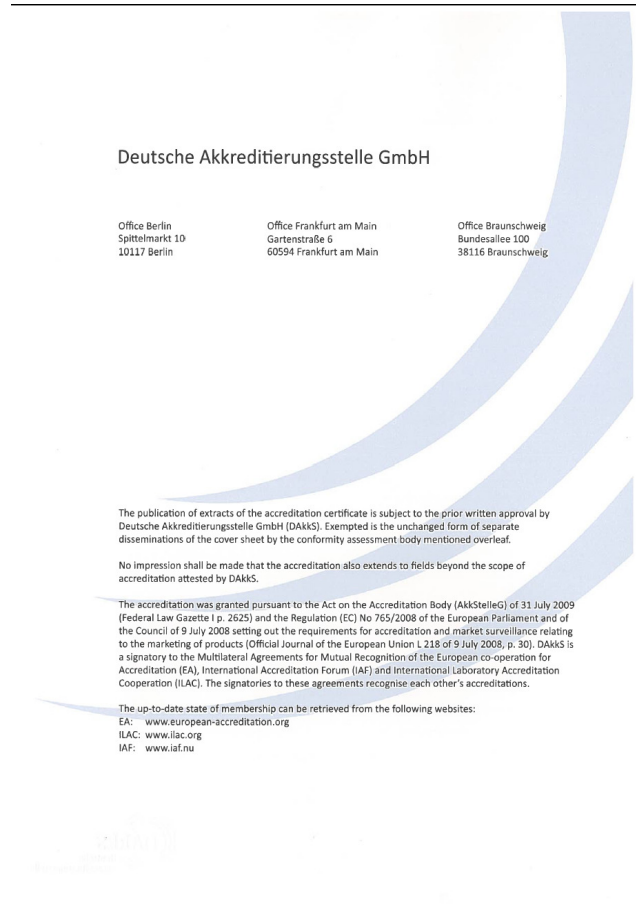 Deutsche Akkreditierungsstelle GmbH
Office Berlin
Spittelmarkt 10
10117 Berlin
Office Frankfurt am Main
Gartenstraße 6
60594 Frankfurt am Main
Office Braunschweig
Bundesallee 100
38116 Braunschweig
The publication of extracts of the accreditation certificate is subject to the prior written approval by
Deutsche Akkreditierungsstelle GmbH (DAkkS). Exempted is the unchanged form of separate
disseminations of the cover sheet by the conformity assessment body mentioned overleaf.
No impression shall be made that the accreditation also extends to fields beyond the scope of
accreditation attested by DAkkS.
The accreditation was granted pursuant to the Act on the Accreditation Body (AkkStelleG) of 31 July 2009
(Federal Law Gazette I p. 2625) and the Regulation (EC) No 765/2008 of the European Parliament and of
the Council of 9 July 2008 setting out the requirements for accreditation and market surveillance relating
to the marketing of products (Official Journal of the European Union L 218 of 9 July 2008, p. 30). DAkkS is
a signatory to the Multilateral Agreements for Mutual Recognition of the European co-operation for
Accreditation (EA), International Accreditation Forum (IAF) and International Laboratory Accreditation
Cooperation (ILAC). The signatories to these agreements recognise each other's accreditations.
The up-to-date state of membership can be retrieved from the following websites:
EA: www.european-accreditation.org
ILAC: www.ilac.org
IAF: www.iaf.nu